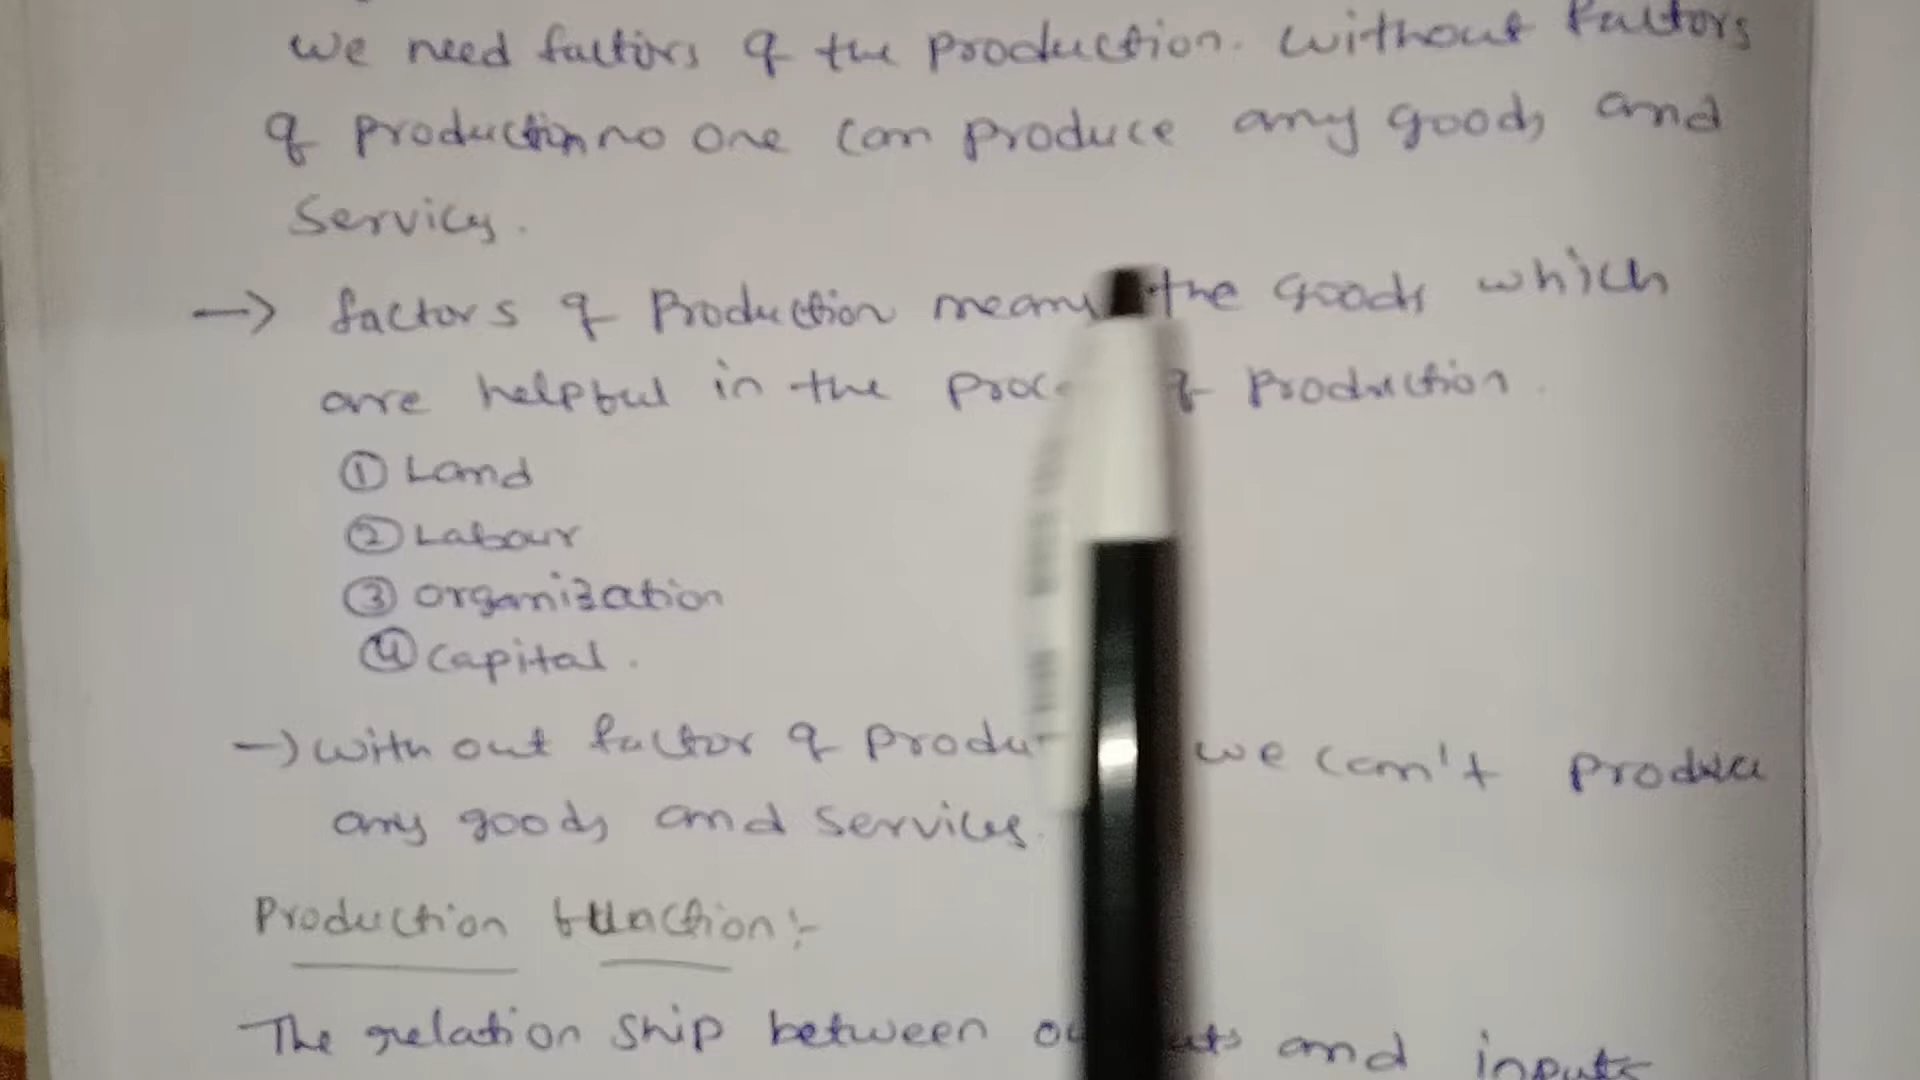 we need factors of the production. without factors
of production no one can produce any goods and
services.
→ factors of Production means the goods which
are helpful in the of production.
① Land
② Labour
③ organization
④ capital.
→ with out factor of we can't produce
any goods and services.
Production function:-
The relation ship between and inputs